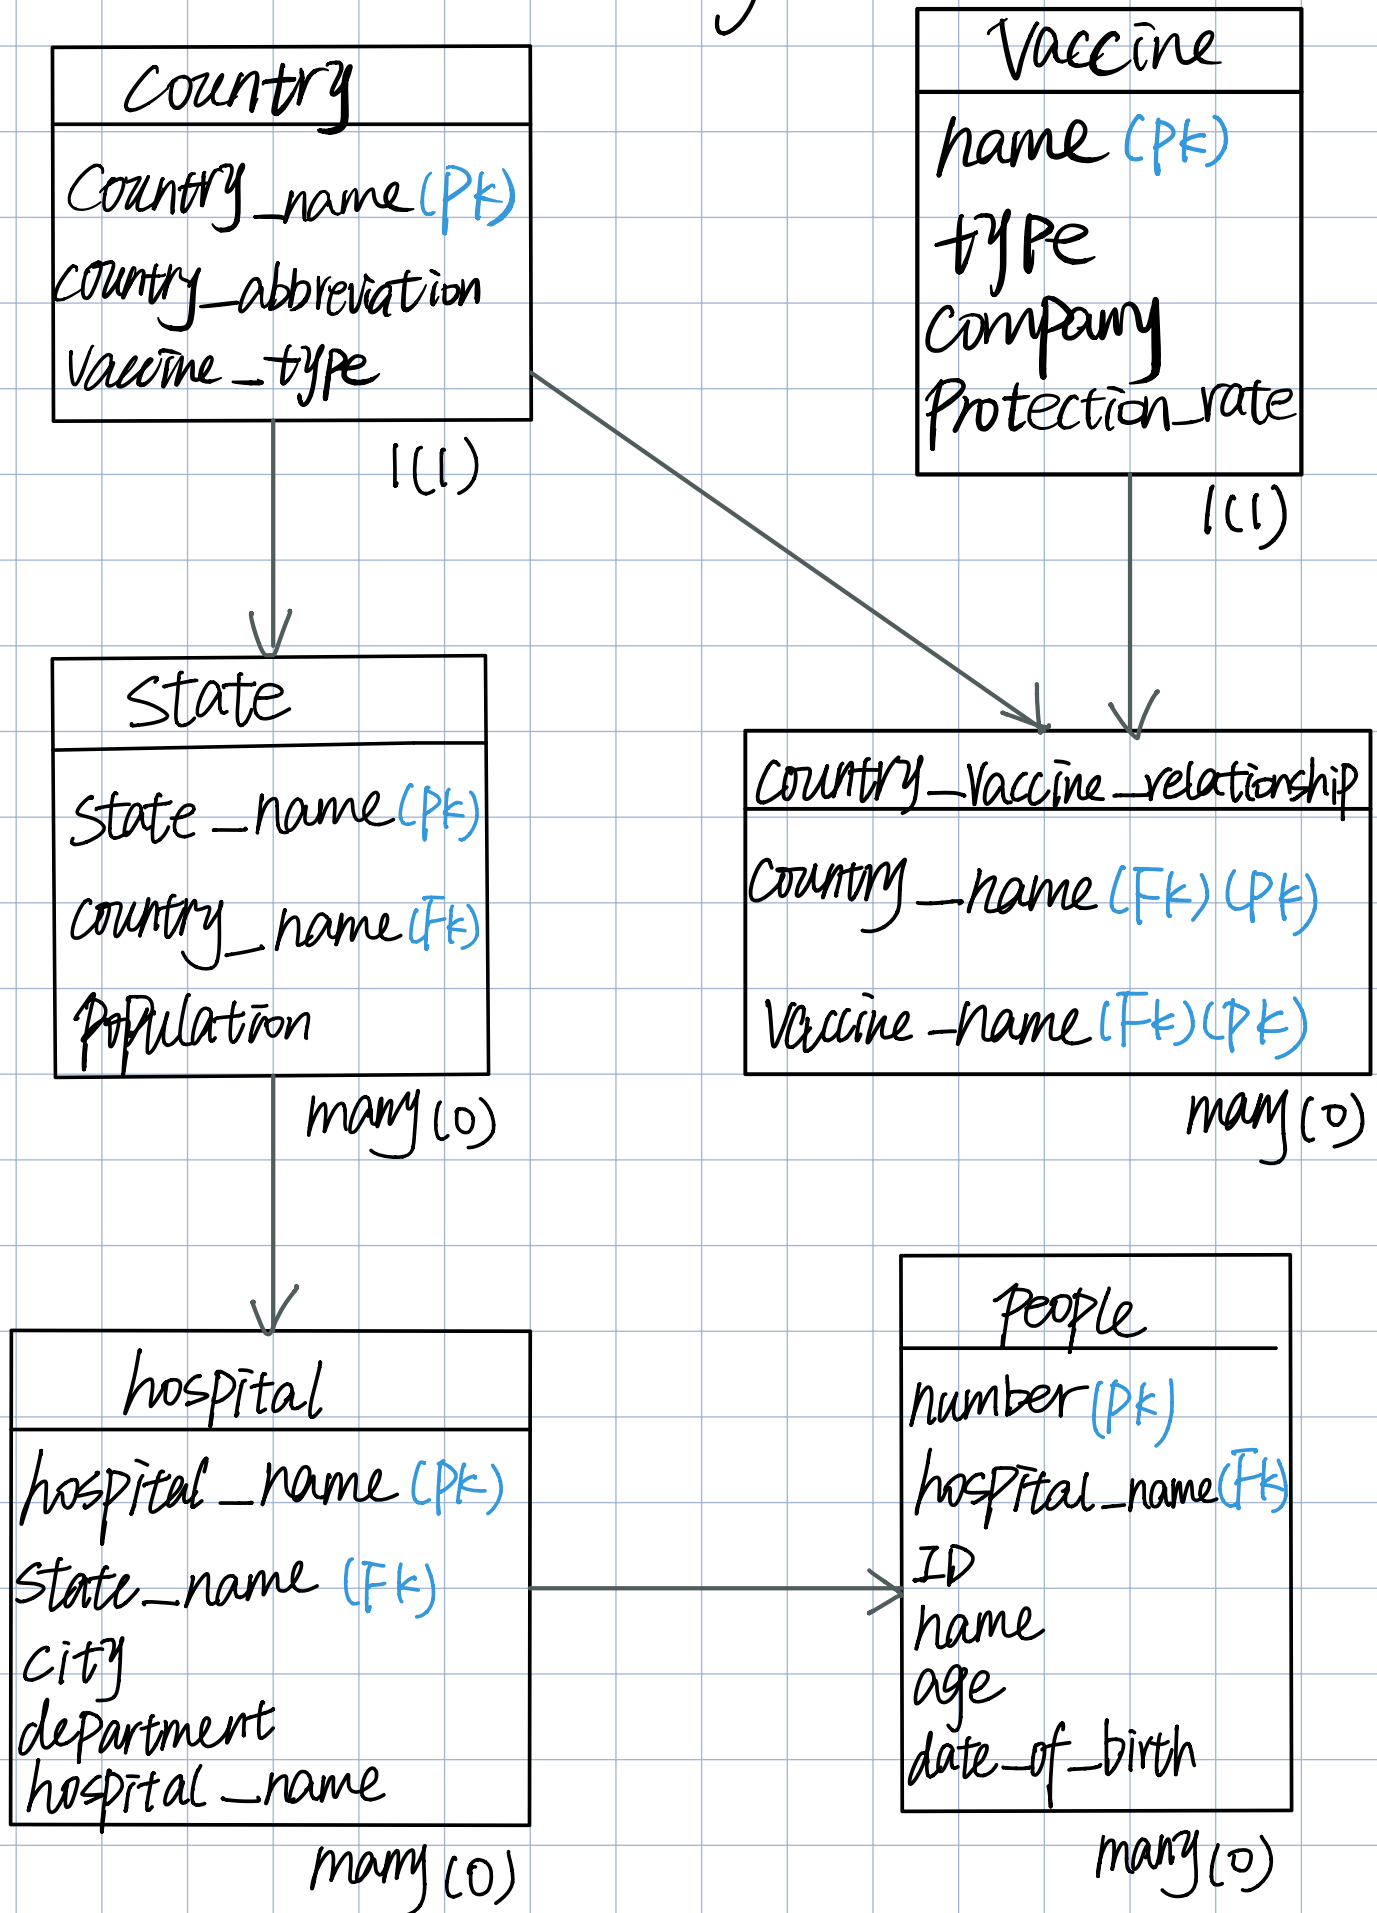 Country
Country_name (PK)
country_abbreviation
vaccine_type
1(1)
Vaccine
name (PK)
type
company
Protection_rate
1(1)
State
State_name (PK)
country_name (FK)
population
many(0)
country_vaccine_relationship
country_name (FK) (PK)
vaccine_name (FK) (PK)
many(0)
hospital
hospital_name (PK)
state_name (FK)
city
department
hospital_name
many(0)
people
number (PK)
hospital_name (FK)
ID
name
age
date_of_birth
many(0)